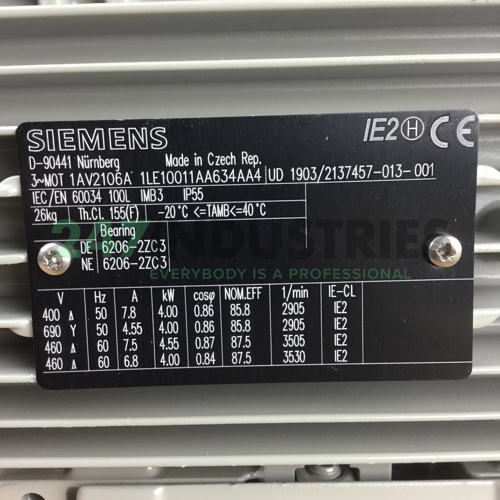 SIEMENS IE2 H CE
D-90441 Nürnberg Made in Czech Rep.
3~MOT 1AV2106A 1LE10011AA634AA4 UD 1903/2137457-013-001
IEC/EN 60034 100L IMB3 IP55
26kg Th.Cl. 155(F) -20°C <=TAMB<=40°C
Bearing
DE 6206-2ZC3
NE 6206-2ZC3
24/7 INDUSTRIES
EVERYBODY IS A PRIORITY
V Hz A kW cosφ NOM.EFF 1/min IE-CL
400 Δ 50 7.8 4.00 0.86 85.8 2905 IE2
690 Y 50 4.55 4.00 0.86 85.8 2905 IE2
460 Δ 60 7.5 4.55 0.87 87.5 3505 IE2
460 Δ 60 6.8 4.00 0.84 87.5 3530 IE2